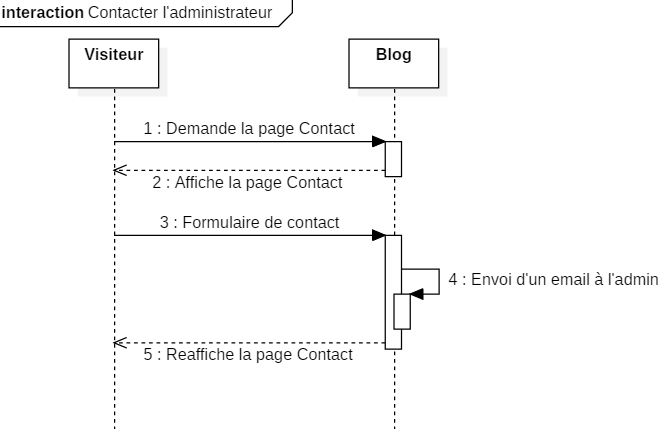 interaction Contacter l'administrateur
Visiteur
Blog
1 : Demande la page Contact
2 : Affiche la page Contact
3 : Formulaire de contact
4 : Envoi d'un email à l'admin
5 : Reaffiche la page Contact